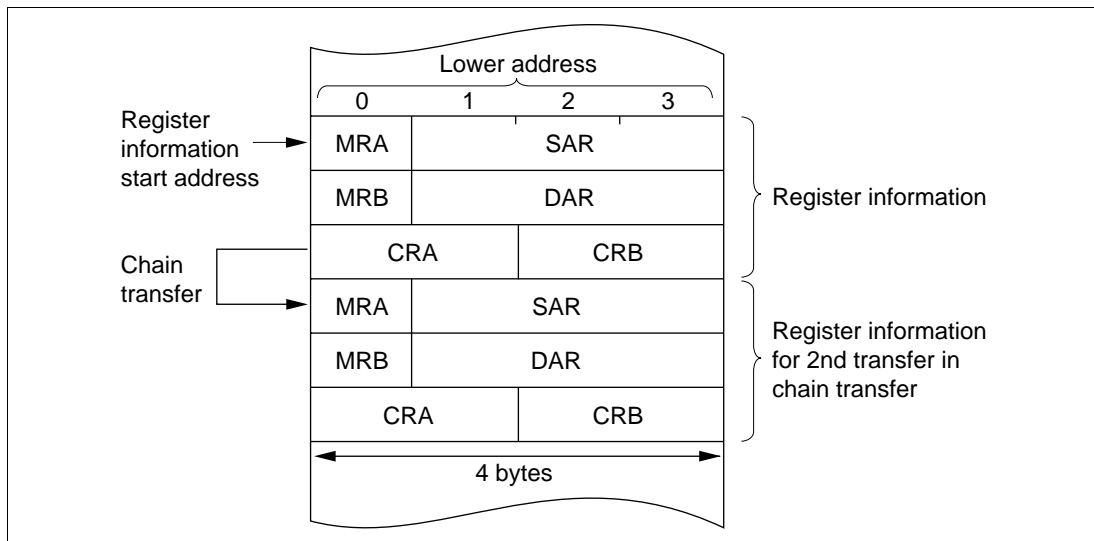 Lower address
0 1 2 3
Register
information
start address
MRA SAR
MRB DAR
Register information
CRA CRB
Chain
transfer
MRA SAR
MRB DAR
Register information
for 2nd transfer in
chain transfer
CRA CRB
4 bytes